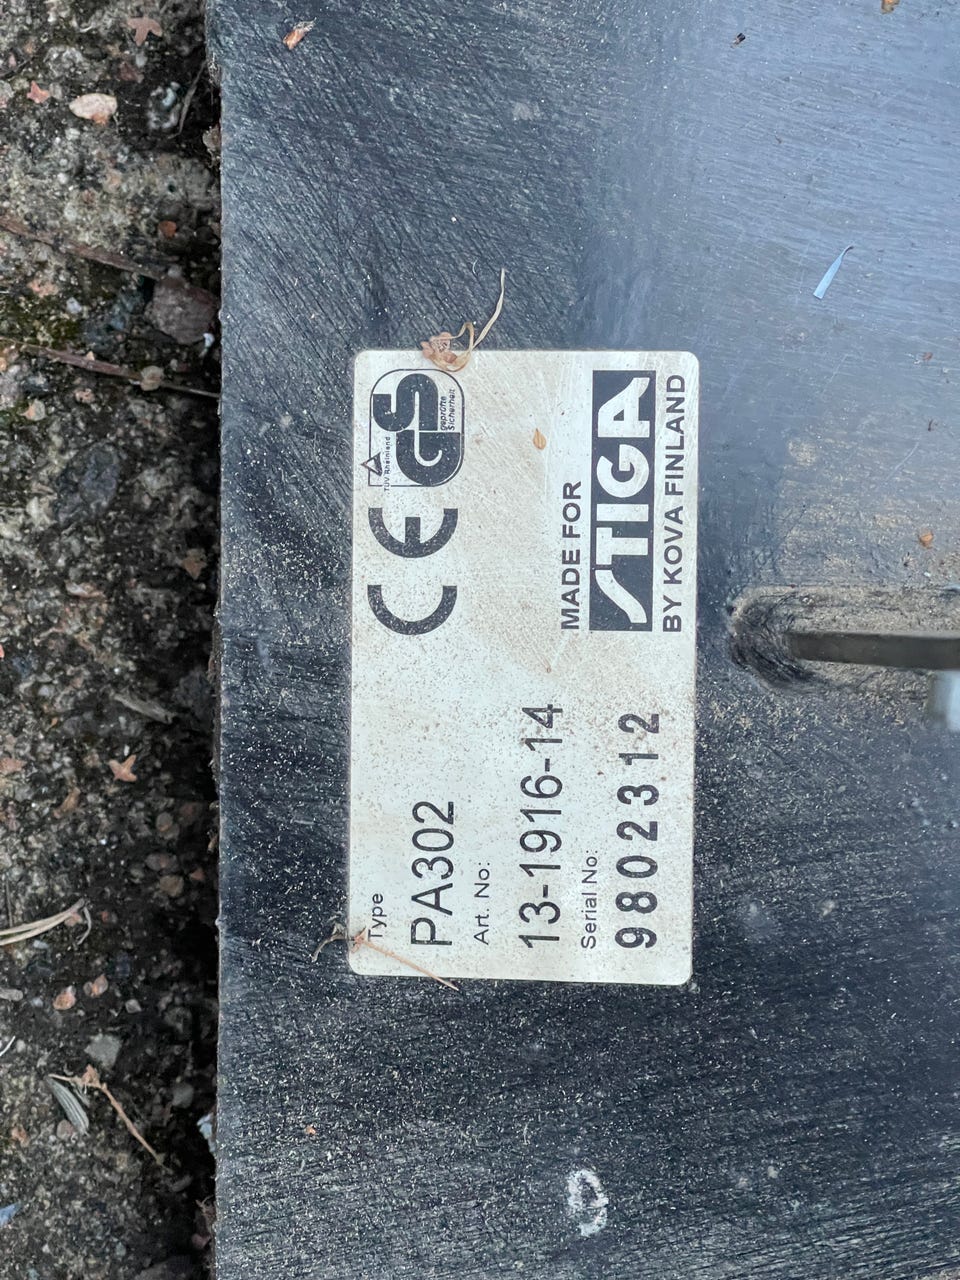 Type
PA302
Art. No:
13-1916-14
Serial No:
9802312
CE
TÜV Rheinland
GS
geprüfte
Sicherheit
MADE FOR
STIGA
BY KOVA FINLAND